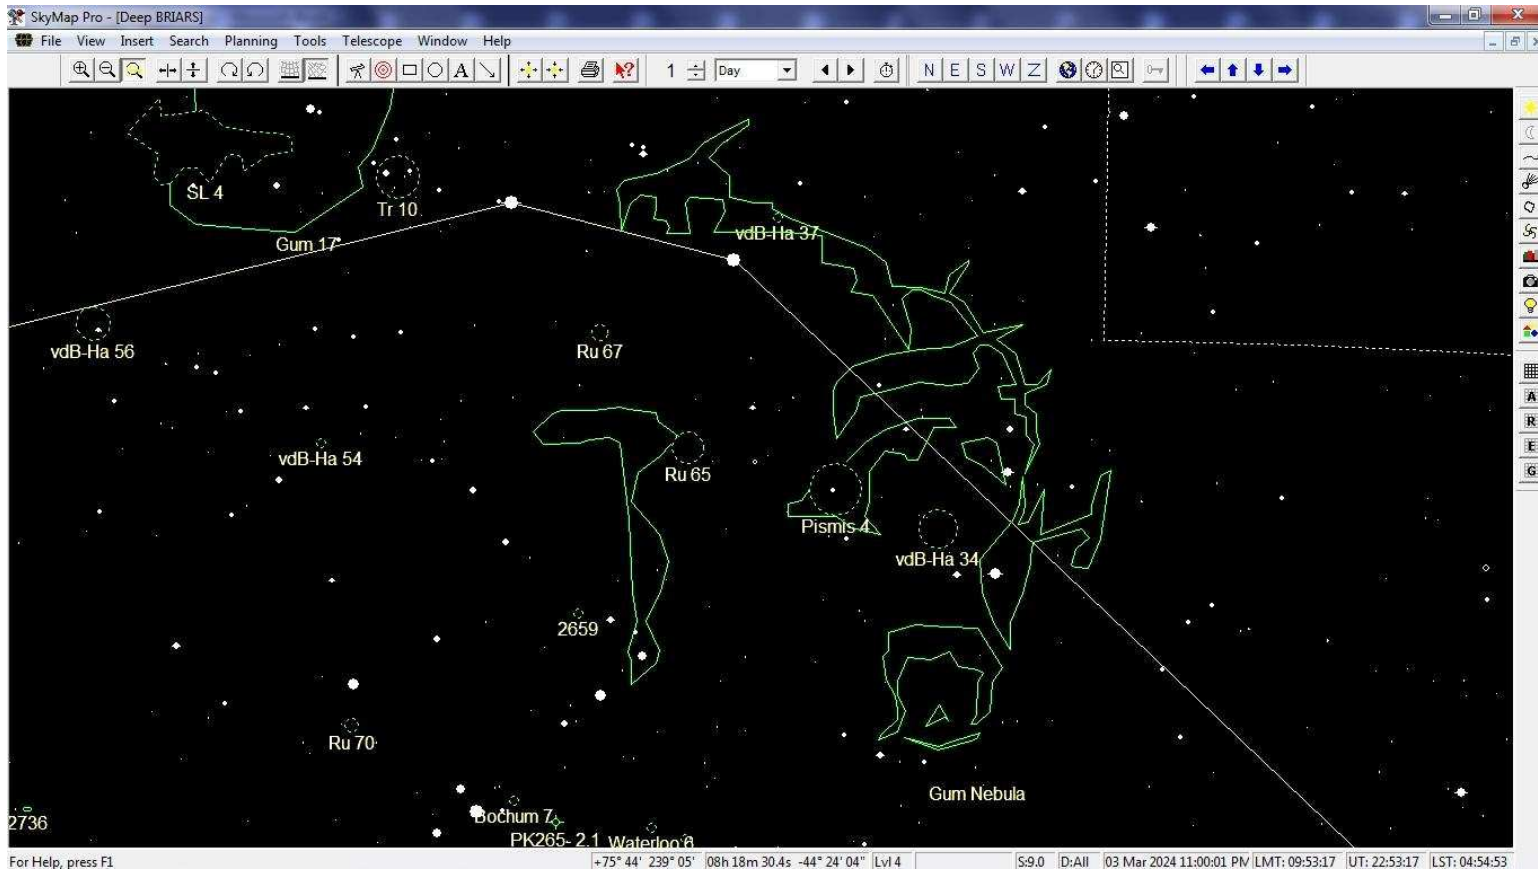 SkyMap Pro - [Deep BRIARS]
File View Insert Search Planning Tools Telescope Window Help
A 1 Day N E S W Z
SL 4
Tr 10
Gum 17
vdB-Ha 37
vdB-Ha 56
Ru 67
vdB-Ha 54
Ru 65
Pismis 4
vdB-Ha 34
2659
Ru 70
Gum Nebula
2736
Bochum 7
PK265- 2.1
Waterloo 6
A
R
E
G
For Help, press F1
+75° 44' 239° 05' 08h 18m 30.4s -44° 24' 04" Lvl 4 S:9.0 D:All 03 Mar 2024 11:00:01 PM LMT: 09:53:17 UT: 22:53:17 LST: 04:54:53